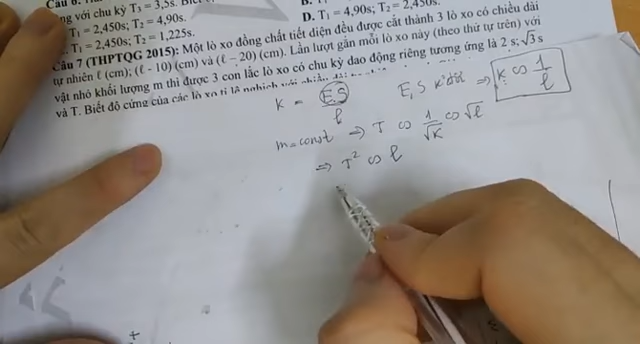 Câu 6:
ng với chu kỳ T₃ = 3,5s.
T₁ = 2,450s; T₂ = 4,90s.
D. T₁ = 4,90s; T₂ = 2,450s.
T₁ = 2,450s; T₂ = 1,225s.
Câu 7 (THPTQG 2015): Một lò xo đồng chất tiết diện đều được cắt thành 3 lò xo có chiều dài
tự nhiên ℓ (cm); (ℓ - 10) (cm) và (ℓ - 20) (cm). Lần lượt gắn mỗi lò xo này (theo thứ tự trên) với
vật nhỏ khối lượng m thì được 3 con lắc lò xo có chu kỳ dao động riêng tương ứng là 2 s; √3 s
và T. Biết độ cứng của các lò xo tỉ lệ nghịch với chiều
K = E.S / ℓ
E,S k đổi ⇒ K ∞ 1/ℓ
m=const ⇒ T ∞ 1/√K ∞ √ℓ
⇒ T² ∞ ℓ